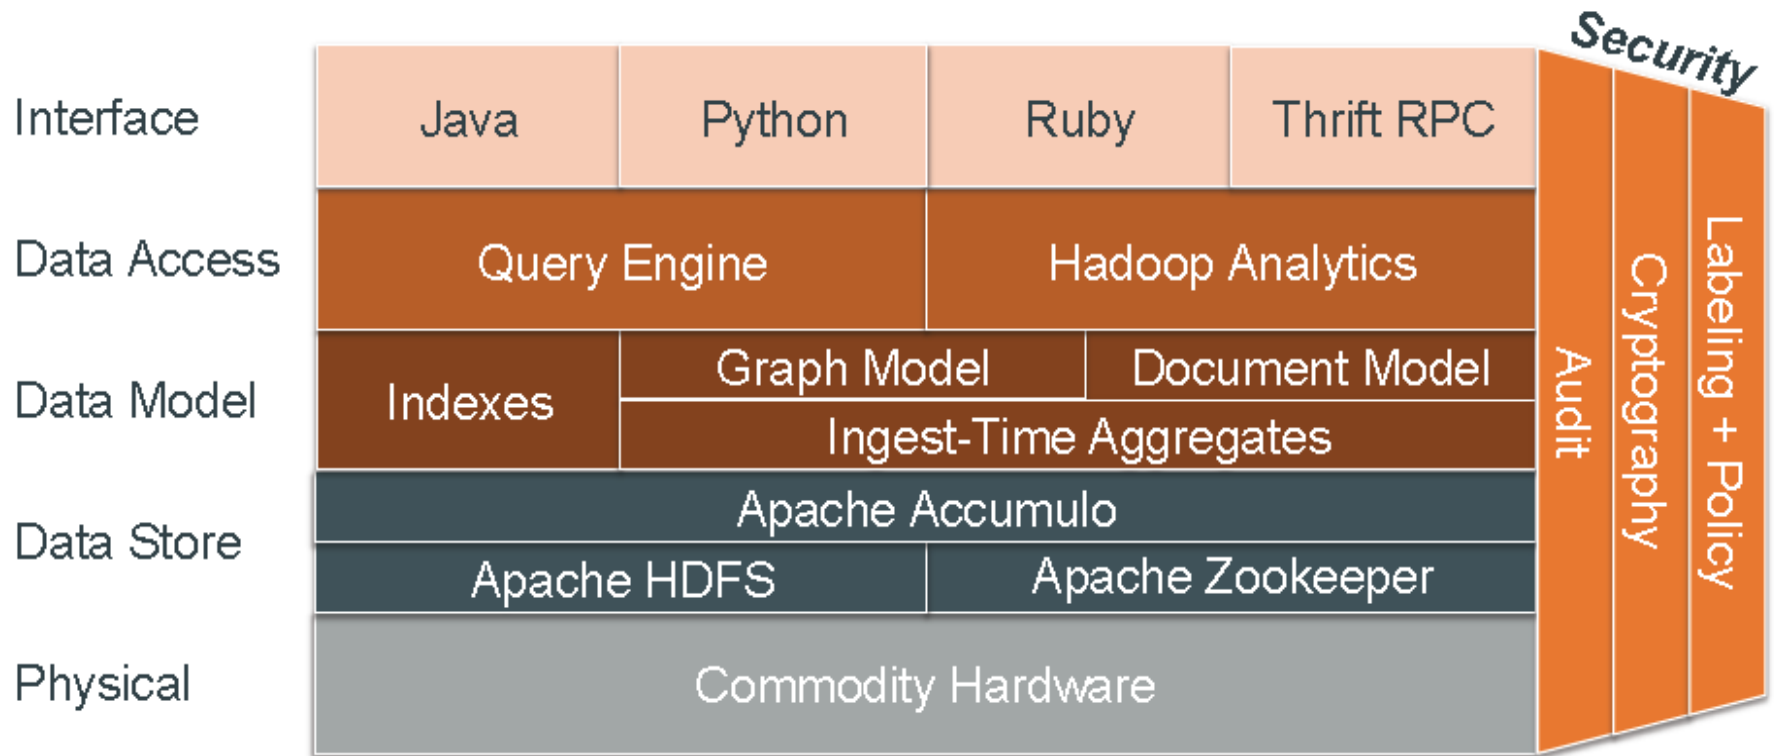 Security
Interface
Java
Python
Ruby
Thrift RPC
Data Access
Query Engine
Hadoop Analytics
Data Model
Indexes
Graph Model
Document Model
Ingest-Time Aggregates
Data Store
Apache Accumulo
Apache HDFS
Apache Zookeeper
Physical
Commodity Hardware
Audit
Cryptography
Labeling + Policy